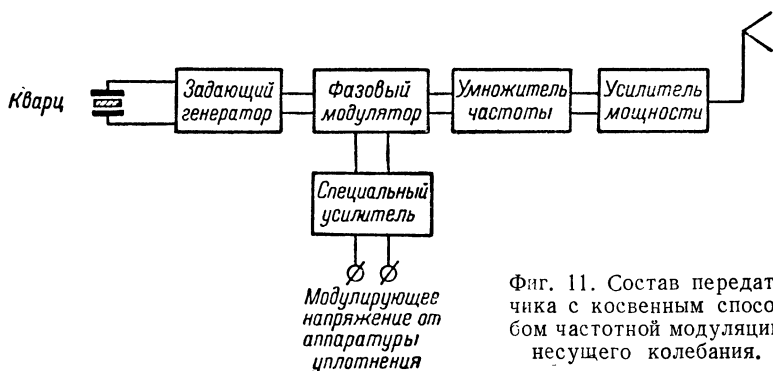 Кварц
Задающий
генератор
Фазовый
модулятор
Умножитель
частоты
Усилитель
мощности
Специальный
усилитель
Модулирующее
напряжение от
аппаратуры
уплотнения
Фиг. 11. Состав передат-
чика с косвенным спосо-
бом частотной модуляции
несущего колебания.